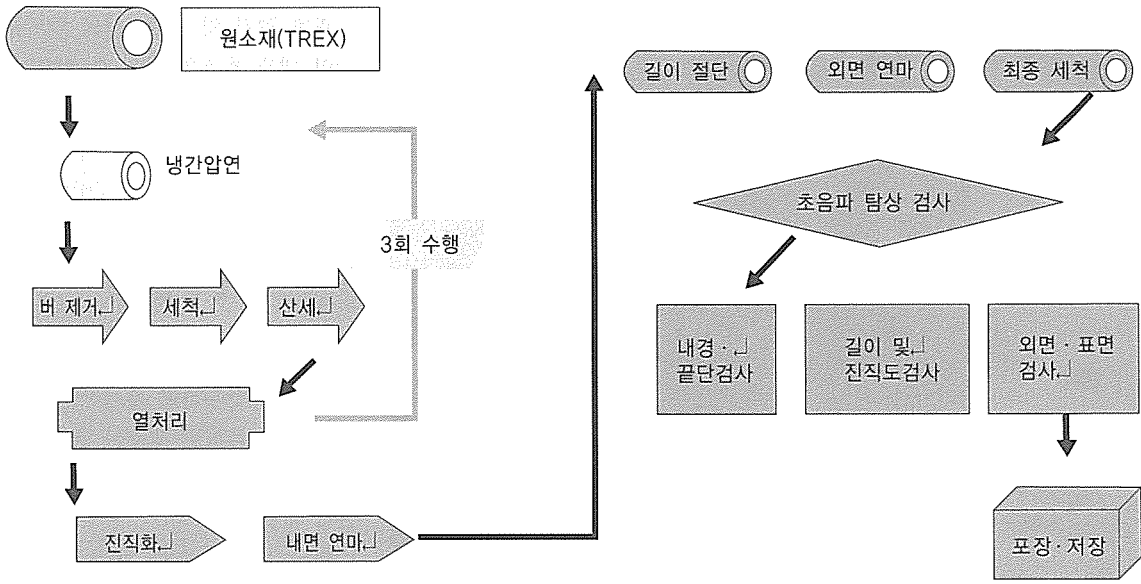 원소재(TREX)
냉간압연
3회 수행
버 제거↲
세척↲
산세↲
열처리
진직화↲
내면 연마↲
길이 절단
외면 연마
최종 세척
초음파 탐상 검사
내경·↲
끝단검사
길이 및↲
진직도검사
외면·표면
검사↲
포장·저장